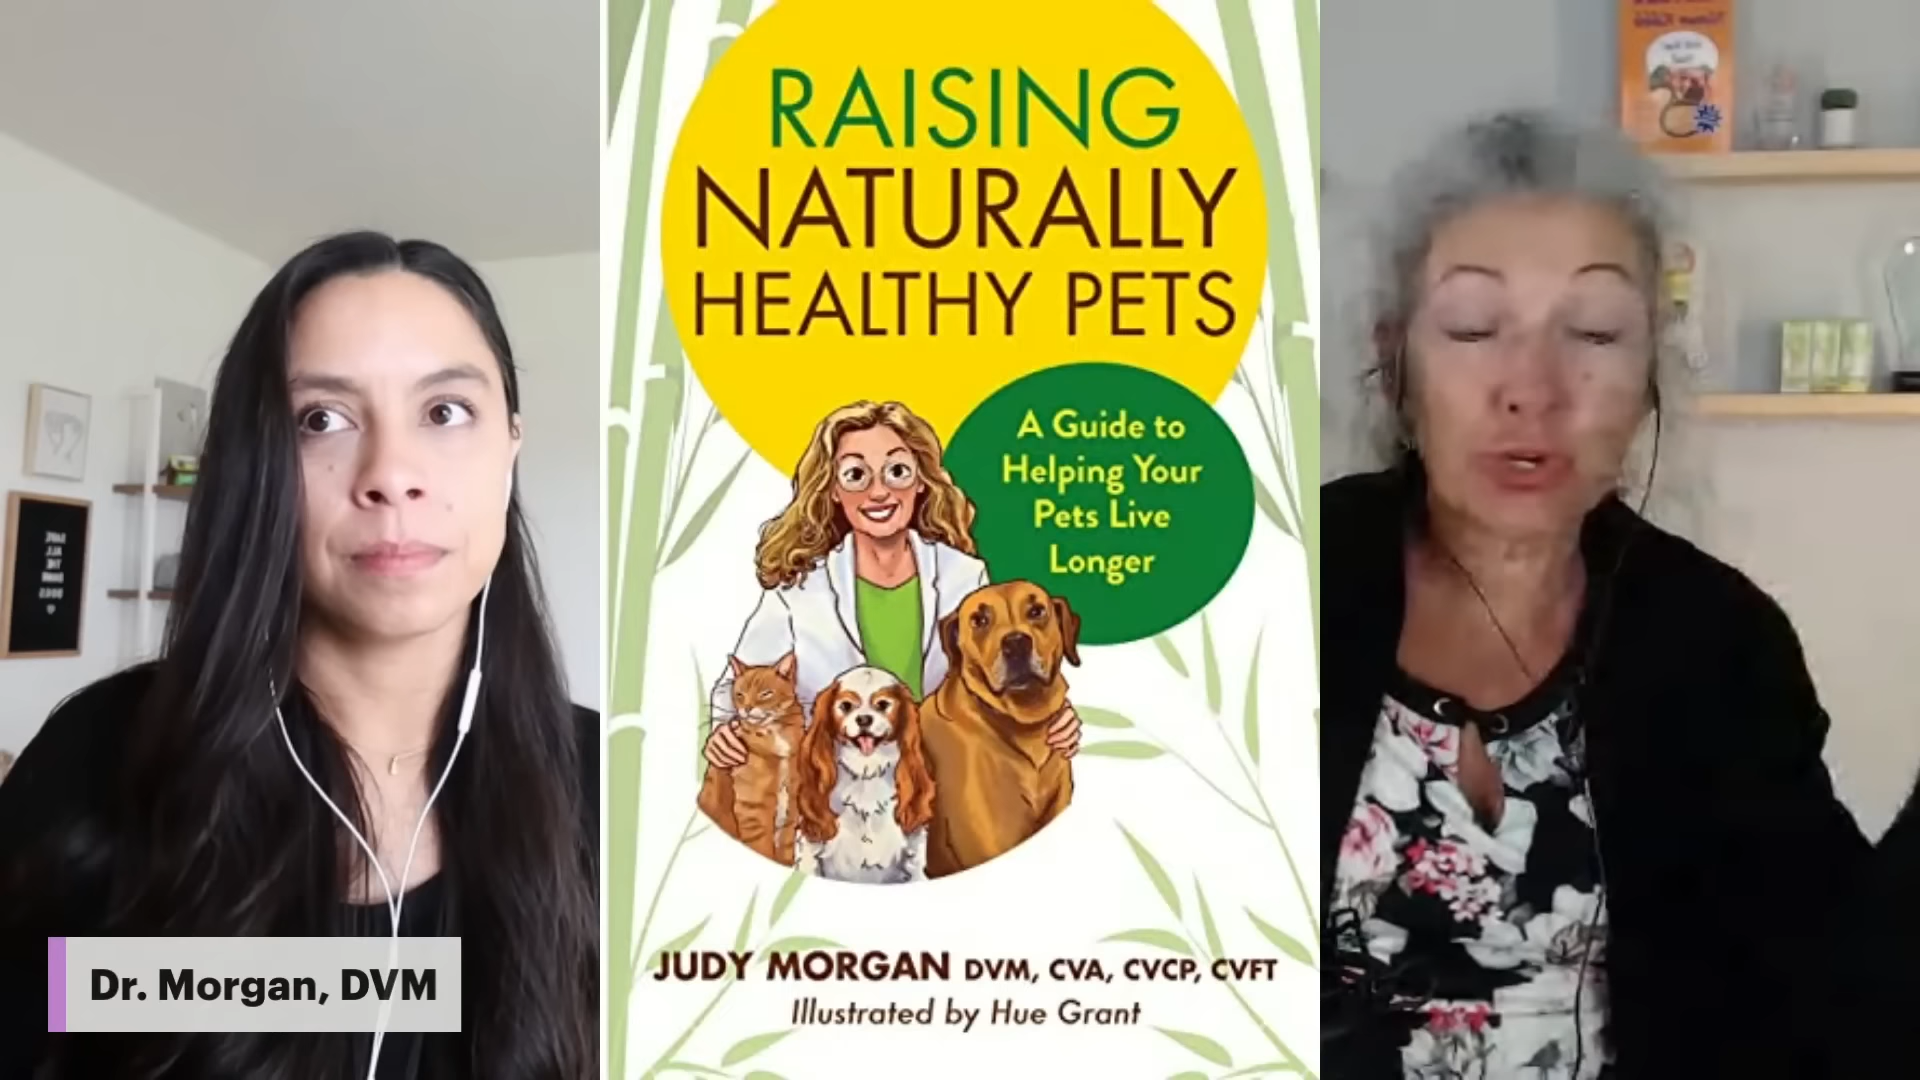 RAISING
NATURALLY
HEALTHY PETS
A Guide to
Helping Your
Pets Live
Longer
JUDY MORGAN DVM, CVA, CVCP, CVFT
Illustrated by Hue Grant
Dr. Morgan, DVM